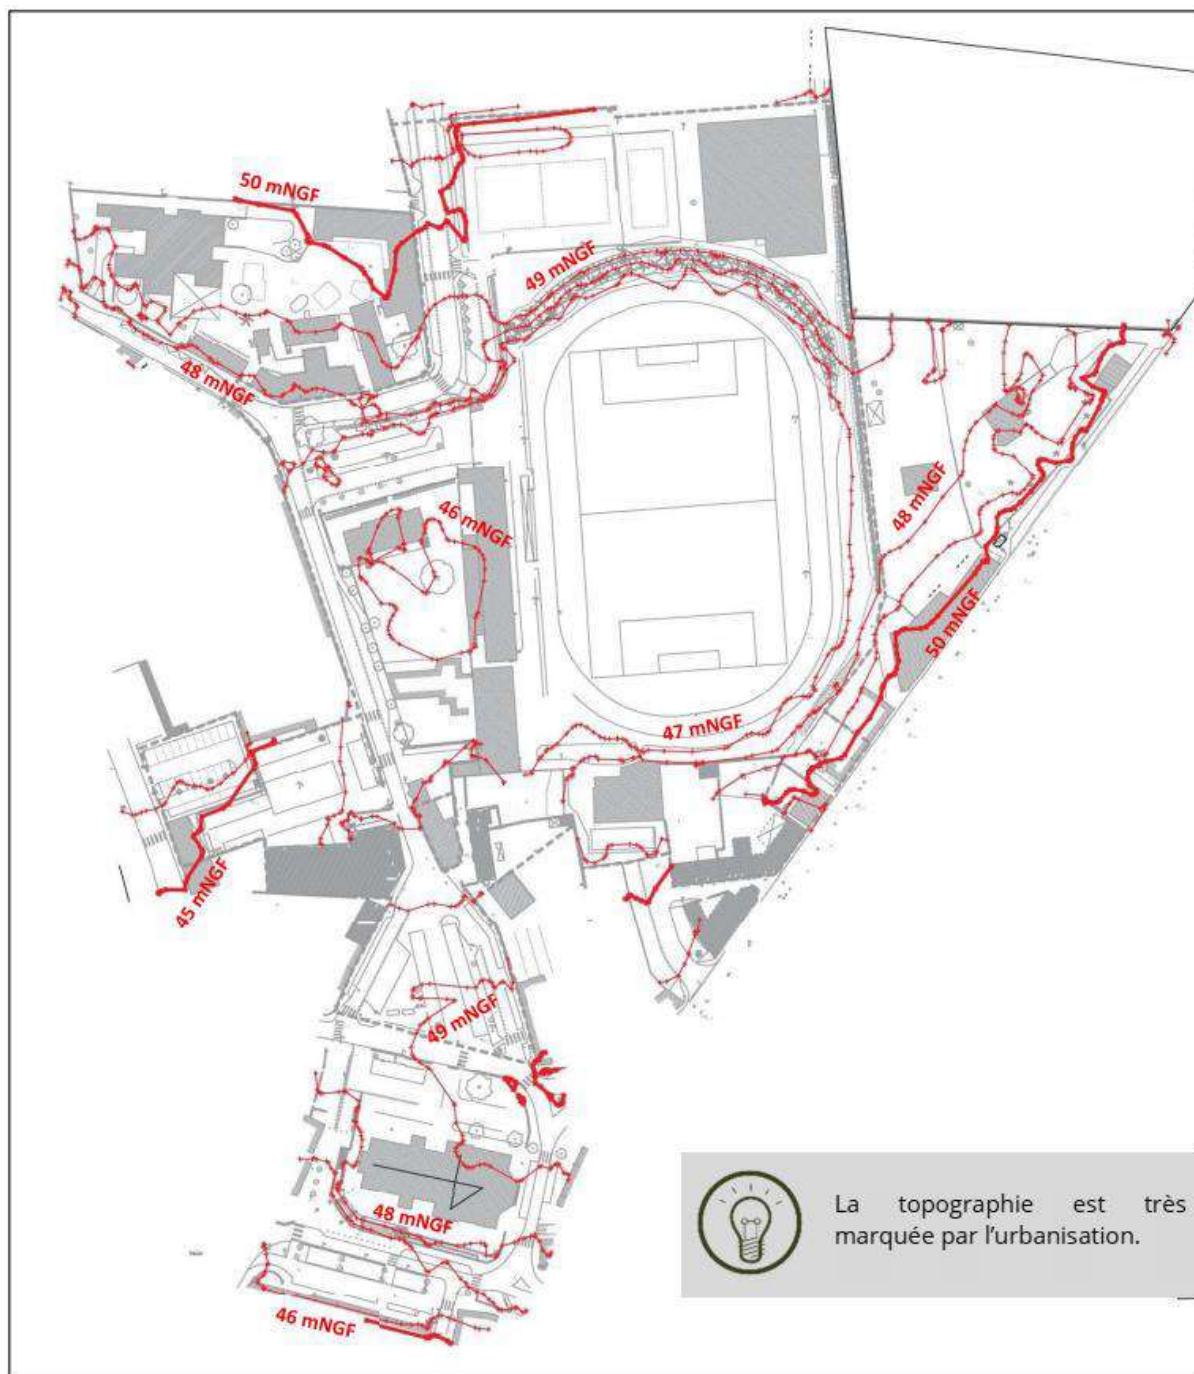 50 mNGF
49 mNGF
48 mNGF
46 mNGF
48 mNGF
50 mNGF
47 mNGF
45 mNGF
49 mNGF
48 mNGF
46 mNGF
La topographie est très
marquée par l'urbanisation.